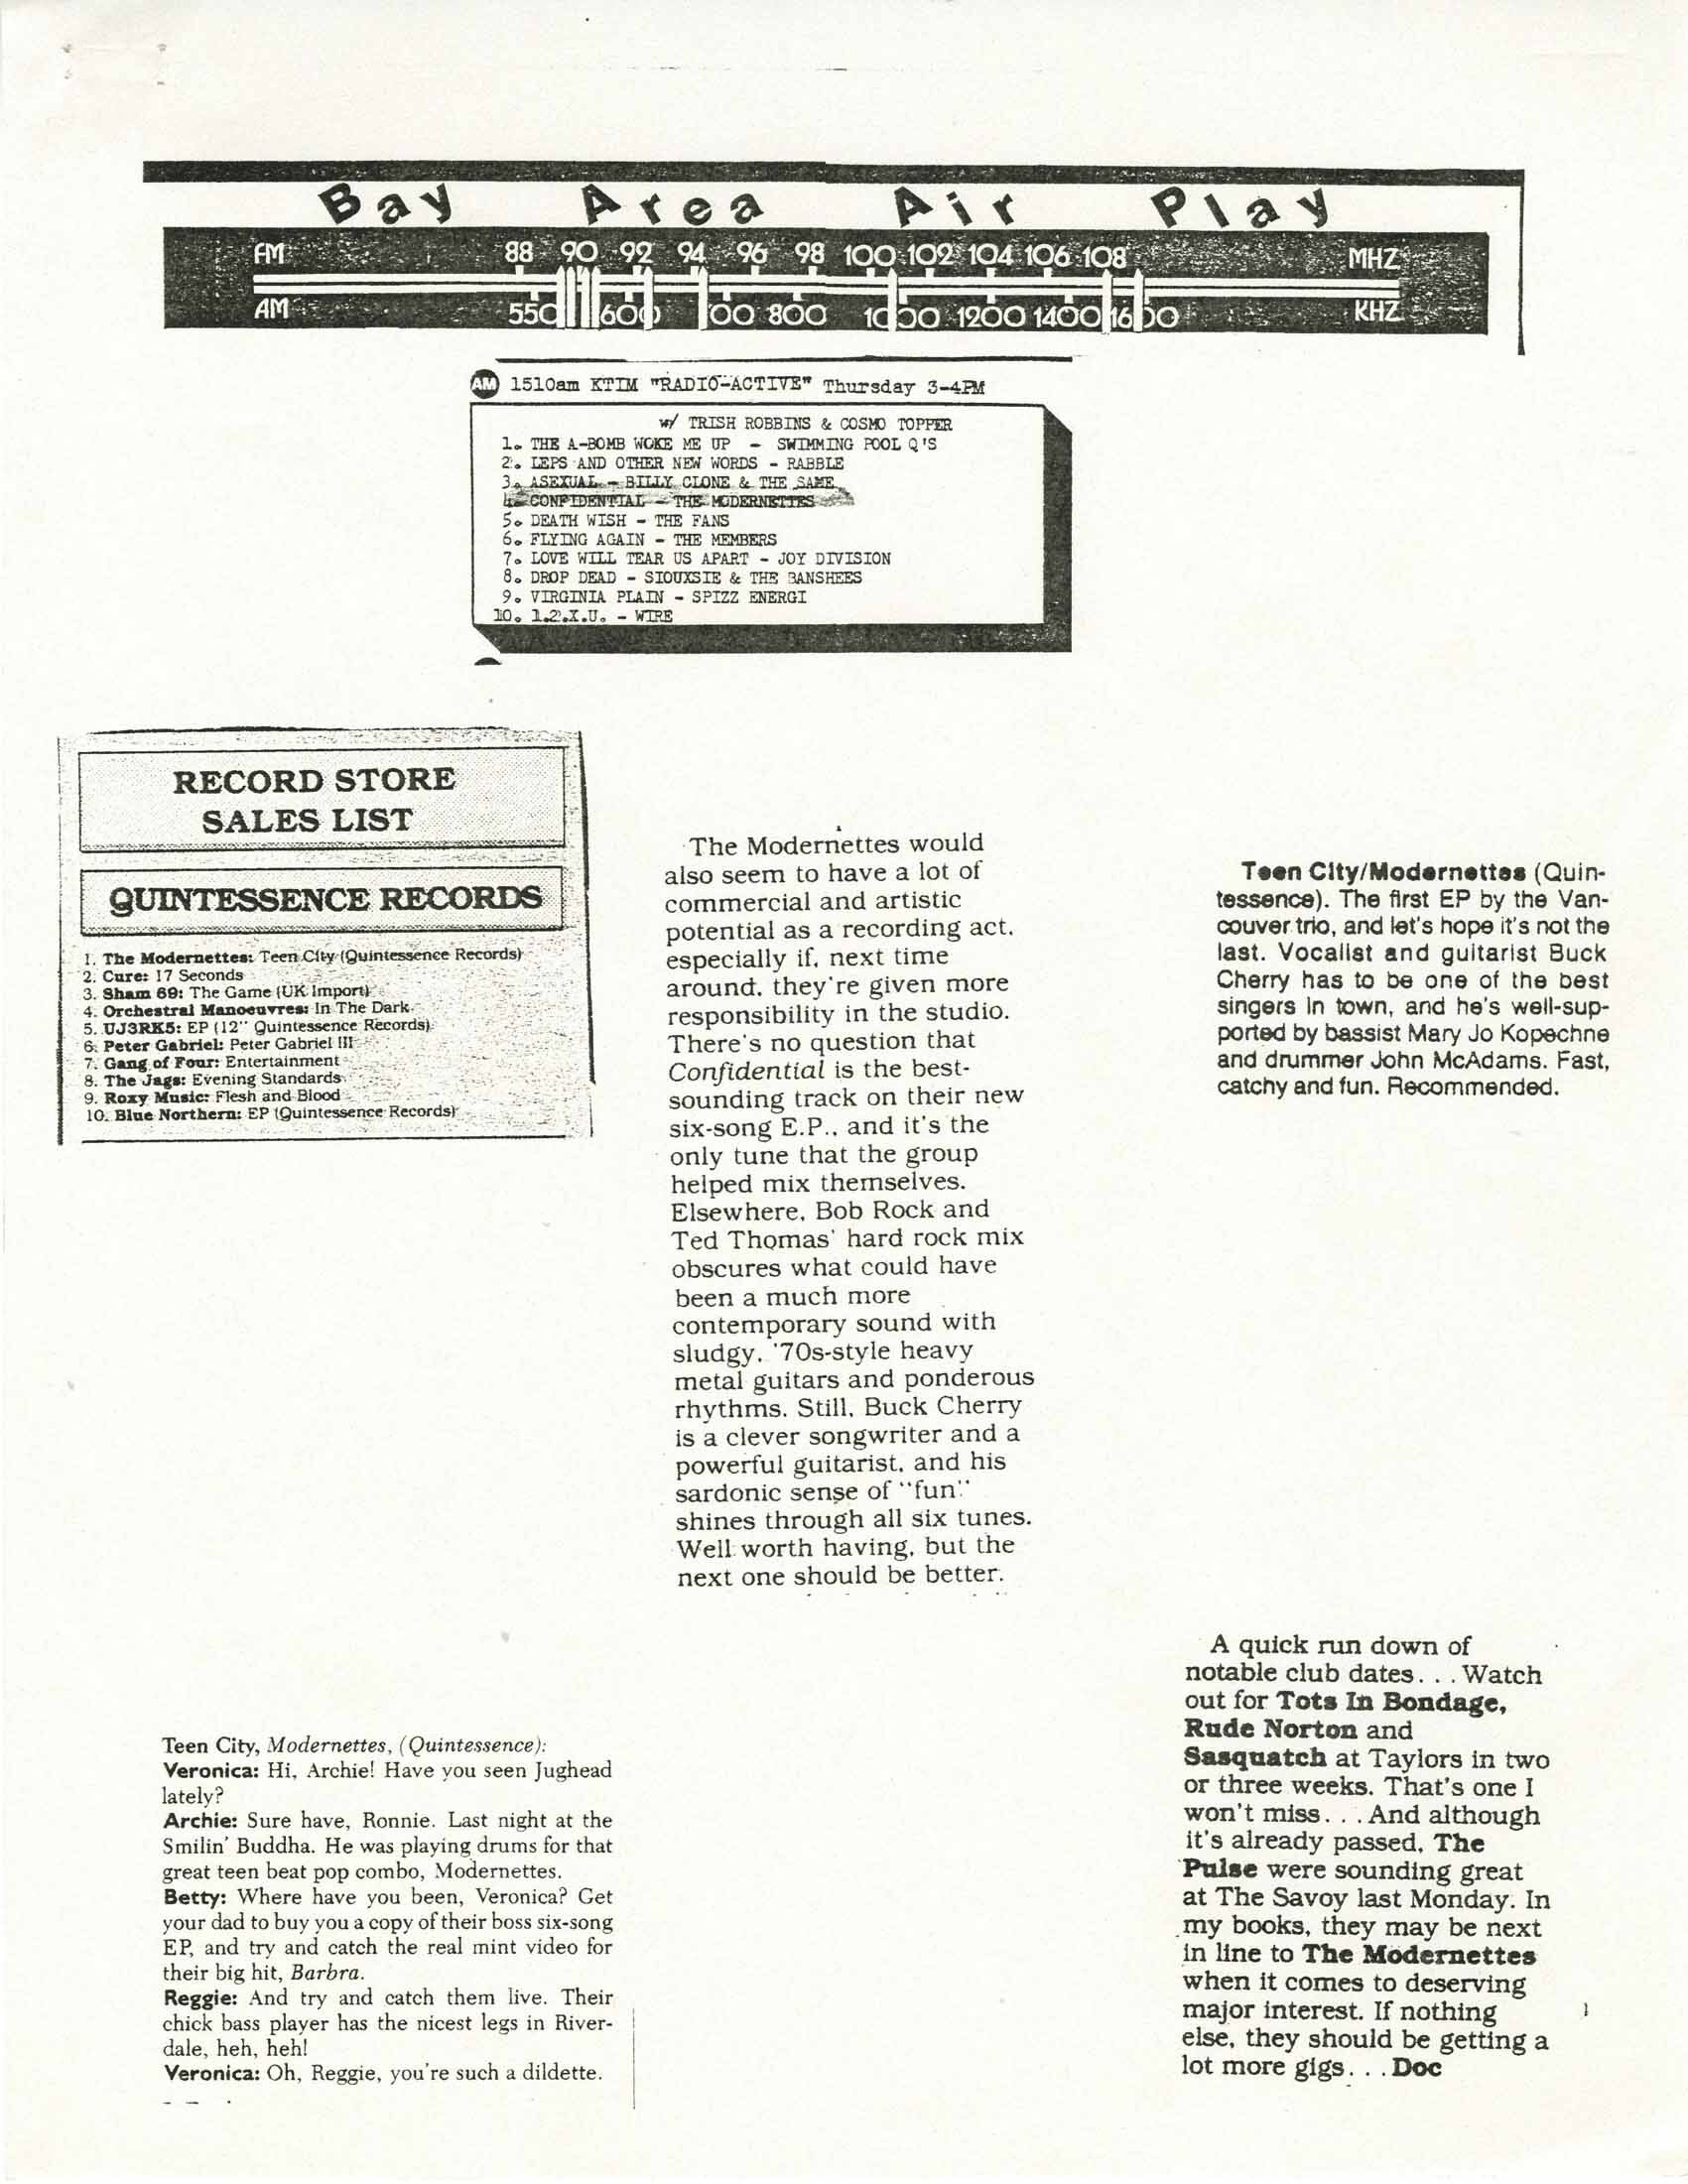 Bay Area Air Play
FM 88 90 92 94 96 98 100 102 104 106 108 MHZ
AM 550 600 700 800 1000 1200 1400 1600 KHZ
AM 1510am KTIM "RADIO-ACTIVE" Thursday 3-4PM
w/ TRISH ROBBINS & COSMO TOPPER
1. THE A-BOMB WOKE ME UP - SWIMMING POOL Q'S
2. LEPS AND OTHER NEW WORDS - RABBLE
3. ASEXUAL - BILLY CLONE & THE SAME
4. CONFIDENTIAL - THE MODERNETTES
5. DEATH WISH - THE FANS
6. FLYING AGAIN - THE MEMBERS
7. LOVE WILL TEAR US APART - JOY DIVISION
8. DROP DEAD - SIOUXSIE & THE BANSHEES
9. VIRGINIA PLAIN - SPIZZ ENERGI
10. 1.2.X.U. - WIRE
RECORD STORE
SALES LIST
QUINTESSENCE RECORDS
1. The Modernettes: Teen City (Quintessence Records)
2. Cure: 17 Seconds
3. Sham 69: The Game (UK Import)
4. Orchestral Manoeuvres: In The Dark
5. UJ3RK5: EP (12" Quintessence Records)
6. Peter Gabriel: Peter Gabriel III
7. Gang of Four: Entertainment
8. The Jags: Evening Standards
9. Roxy Music: Flesh and Blood
10. Blue Northern: EP (Quintessence Records)
The Modernettes would
also seem to have a lot of
commercial and artistic
potential as a recording act,
especially if, next time
around, they're given more
responsibility in the studio.
There's no question that
Confidential is the best-
sounding track on their new
six-song E.P., and it's the
only tune that the group
helped mix themselves.
Elsewhere, Bob Rock and
Ted Thomas' hard rock mix
obscures what could have
been a much more
contemporary sound with
sludgy, '70s-style heavy
metal guitars and ponderous
rhythms. Still, Buck Cherry
is a clever songwriter and a
powerful guitarist, and his
sardonic sense of "fun"
shines through all six tunes.
Well worth having, but the
next one should be better.
Teen City/Modernettes (Quin-
tessence). The first EP by the Van-
couver trio, and let's hope it's not the
last. Vocalist and guitarist Buck
Cherry has to be one of the best
singers in town, and he's well-sup-
ported by bassist Mary Jo Kopechne
and drummer John McAdams. Fast,
catchy and fun. Recommended.
Teen City, Modernettes, (Quintessence):
Veronica: Hi, Archie! Have you seen Jughead
lately?
Archie: Sure have, Ronnie. Last night at the
Smilin' Buddha. He was playing drums for that
great teen beat pop combo, Modernettes.
Betty: Where have you been, Veronica? Get
your dad to buy you a copy of their boss six-song
EP, and try and catch the real mint video for
their big hit, Barbra.
Reggie: And try and catch them live. Their
chick bass player has the nicest legs in River-
dale, heh, heh!
Veronica: Oh, Reggie, you're such a dildette.
A quick run down of
notable club dates. . . Watch
out for Tots In Bondage,
Rude Norton and
Sasquatch at Taylors in two
or three weeks. That's one I
won't miss. . . And although
it's already passed, The
Pulse were sounding great
at The Savoy last Monday. In
my books, they may be next
in line to The Modernettes
when it comes to deserving
major interest. If nothing
else, they should be getting a
lot more gigs. . . Doc